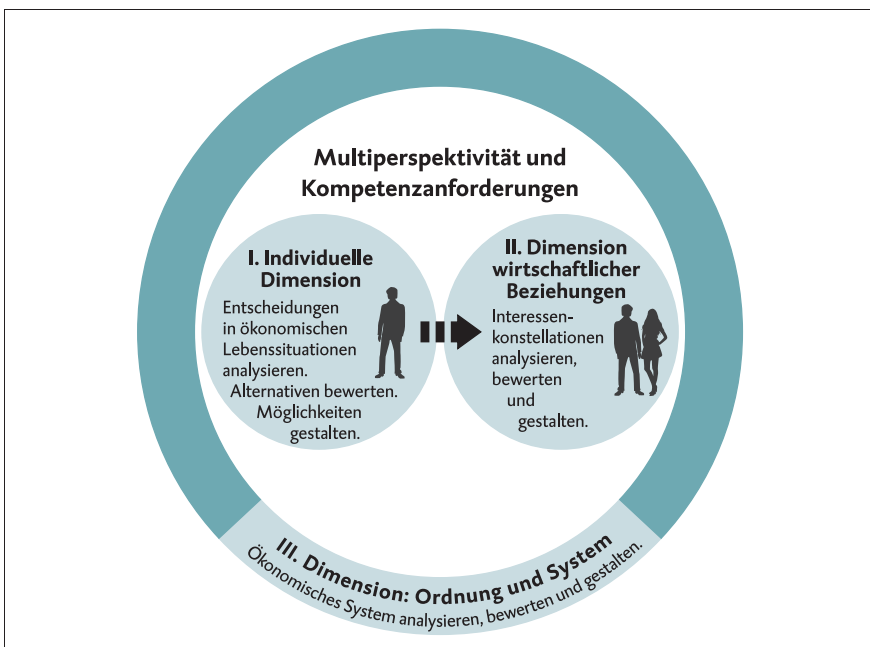 Multiperspektivität und
Kompetenzanforderungen
I. Individuelle
Dimension
Entscheidungen
in ökonomischen
Lebenssituationen
analysieren.
Alternativen bewerten.
Möglichkeiten
gestalten.
II. Dimension
wirtschaftlicher
Beziehungen
Interessen-
konstellationen
analysieren,
bewerten
und
gestalten.
III. Dimension: Ordnung und System
Ökonomisches System analysieren, bewerten und gestalten.